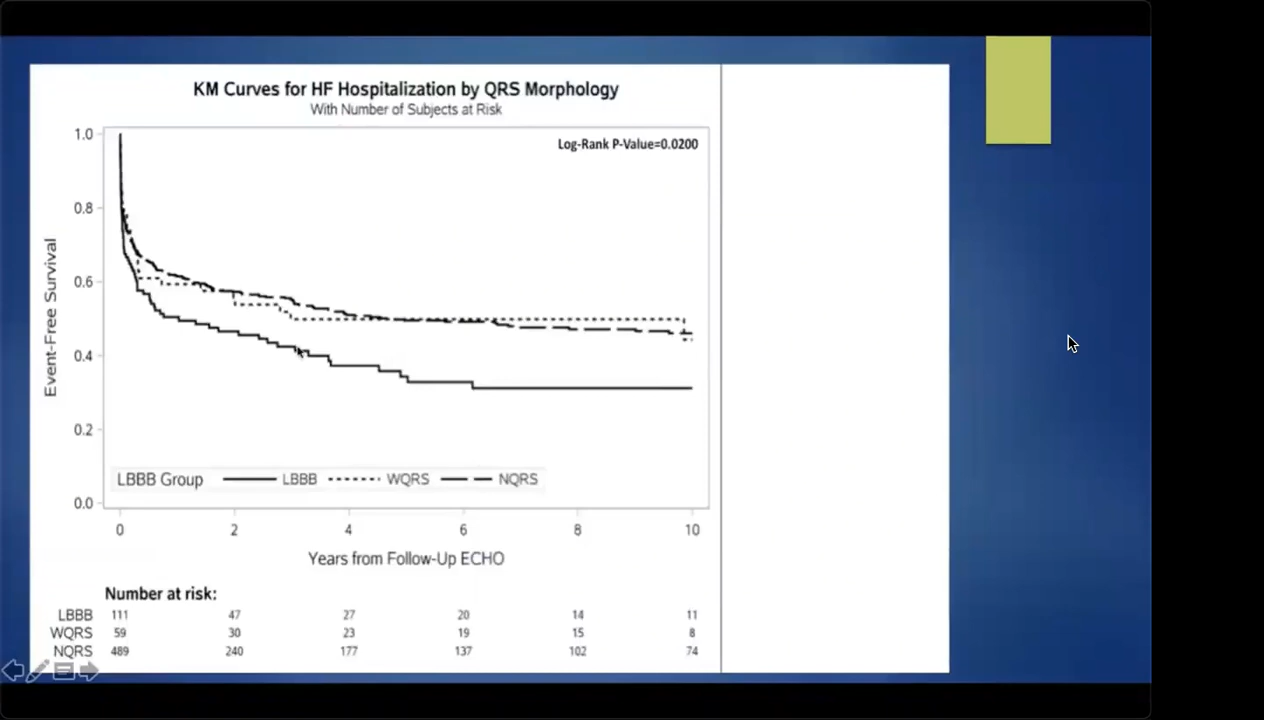 KM Curves for HF Hospitalization by QRS Morphology
With Number of Subjects at Risk
Log-Rank P-Value=0.0200
1.0
0.8
0.6
0.4
0.2
0.0
Event-Free Survival
LBBB Group LBBB WQRS NQRS
0 2 4 6 8 10
Years from Follow-Up ECHO
Number at risk:
LBBB 111 47 27 20 14 11
WQRS 59 30 23 19 15 8
NQRS 489 240 177 137 102 74